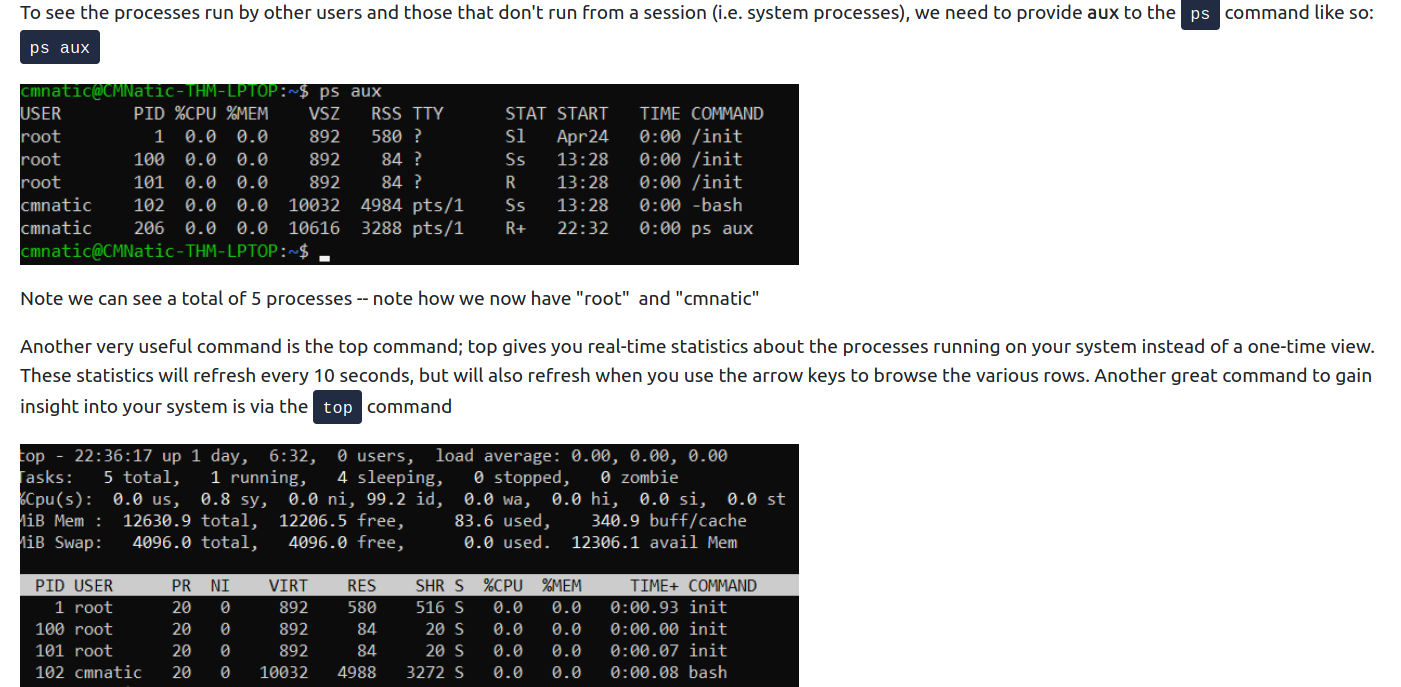 To see the processes run by other users and those that don't run from a session (i.e. system processes), we need to provide aux to the ps command like so:
ps aux
cmnatic@CMNatic-THM-LPTOP:~$ ps aux
USER       PID %CPU %MEM    VSZ   RSS TTY      STAT START   TIME COMMAND
root         1  0.0  0.0    892   580 ?        Sl   Apr24   0:00 /init
root       100  0.0  0.0    892    84 ?        Ss   13:28   0:00 /init
root       101  0.0  0.0    892    84 ?        R    13:28   0:00 /init
cmnatic    102  0.0  0.0  10032  4984 pts/1    Ss   13:28   0:00 -bash
cmnatic    206  0.0  0.0  10616  3288 pts/1    R+   22:32   0:00 ps aux
cmnatic@CMNatic-THM-LPTOP:~$
Note we can see a total of 5 processes -- note how we now have "root"  and "cmnatic"
Another very useful command is the top command; top gives you real-time statistics about the processes running on your system instead of a one-time view.
These statistics will refresh every 10 seconds, but will also refresh when you use the arrow keys to browse the various rows. Another great command to gain
insight into your system is via the top command
top - 22:36:17 up 1 day,  6:32,  0 users,  load average: 0.00, 0.00, 0.00
Tasks:   5 total,   1 running,   4 sleeping,   0 stopped,   0 zombie
%Cpu(s):  0.0 us,  0.8 sy,  0.0 ni, 99.2 id,  0.0 wa,  0.0 hi,  0.0 si,  0.0 st
MiB Mem :  12630.9 total,  12206.5 free,     83.6 used,    340.9 buff/cache
MiB Swap:   4096.0 total,   4096.0 free,      0.0 used.  12306.1 avail Mem
PID USER      PR  NI    VIRT    RES    SHR S  %CPU  %MEM     TIME+ COMMAND
1 root      20   0     892    580    516 S   0.0   0.0   0:00.93 init
100 root      20   0     892     84     20 S   0.0   0.0   0:00.00 init
101 root      20   0     892     84     20 S   0.0   0.0   0:00.07 init
102 cmnatic   20   0   10032   4988   3272 S   0.0   0.0   0:00.08 bash